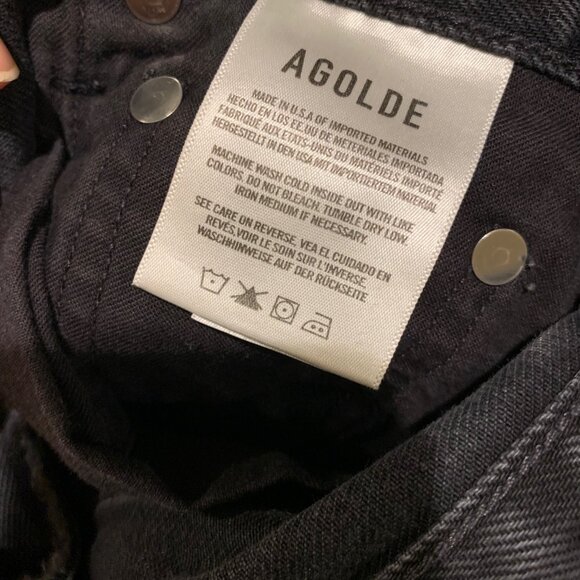 AGOLDE
MADE IN U.S.A OF IMPORTED MATERIALS
HECHO EN LOS EE.UU DE METERIALES IMPORTADA
FABRIQUÉ AUX ETATS-UNIS DU MATÉRIELS IMPORTE
HERGESTELLT IN DEN USA MIT IMPORTIERTEM MATERIAL
MACHINE WASH COLD INSIDE OUT WITH LIKE
COLORS. DO NOT BLEACH. TUMBLE DRY LOW.
IRON MEDIUM IF NECESSARY.
SEE CARE ON REVERSE. VEA EL CUIDADO EN
REVES. VOIR LE SOIN SUR L'INVERSE.
WASCHHINWEISE AUF DER RÜCKSEITE